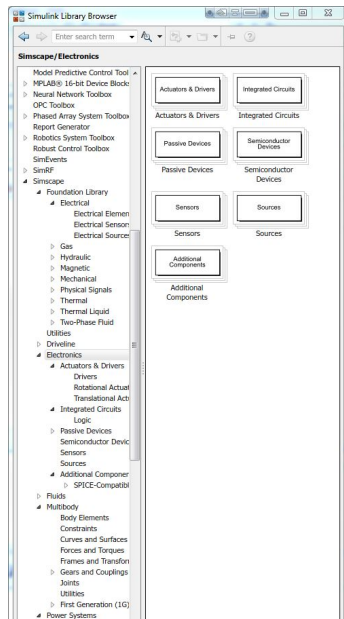 Simulink Library Browser
Enter search term
Simscape/Electronics
Model Predictive Control Tool
MPLAB® 16-bit Device Blocks
Neural Network Toolbox
OPC Toolbox
Phased Array System Toolbox
Report Generator
Robotics System Toolbox
Robust Control Toolbox
SimEvents
SimRF
Simscape
Foundation Library
Electrical
Electrical Elemen
Electrical Sensors
Electrical Sources
Gas
Hydraulic
Magnetic
Mechanical
Physical Signals
Thermal
Thermal Liquid
Two-Phase Fluid
Utilities
Driveline
Electronics
Actuators & Drivers
Drivers
Rotational Actuat
Translational Actu
Integrated Circuits
Logic
Passive Devices
Semiconductor Devic
Sensors
Sources
Additional Componer
SPICE-Compatibl
Fluids
Multibody
Body Elements
Constraints
Curves and Surfaces
Forces and Torques
Frames and Transforn
Gears and Couplings
Joints
Utilities
First Generation (1G)
Power Systems
Actuators & Drivers
Integrated Circuits
Actuators & Drivers
Integrated Circuits
Passive Devices
Semiconductor
Devices
Passive Devices
Semiconductor
Devices
Sensors
Sources
Sensors
Sources
Additional
Components
Additional
Components